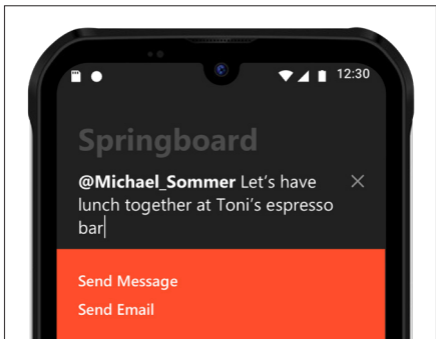 12:30
Springboard
@Michael_Sommer Let's have
lunch together at Toni's espresso
bar
Send Message
Send Email